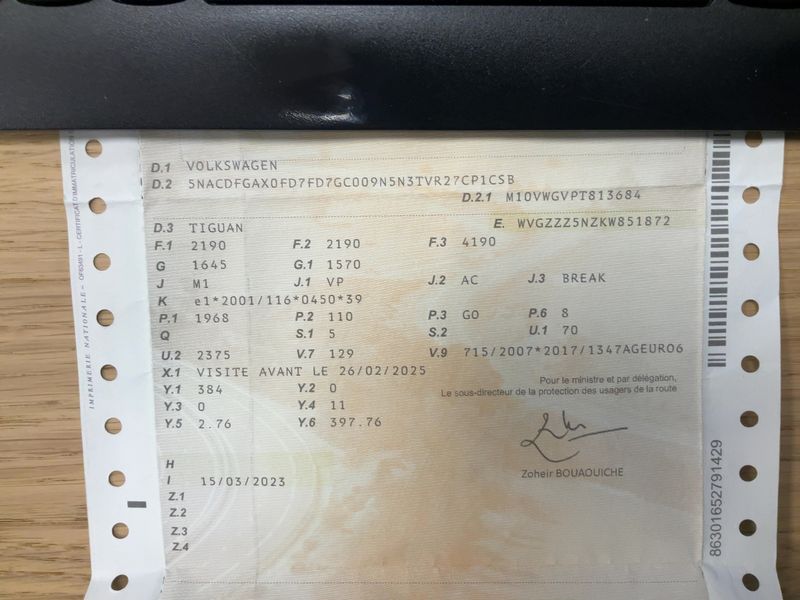 D.1 VOLKSWAGEN
D.2 5NACDFGAX0FD7FD7GC009N5N3TVR27CP1CSB
D.2.1 M10VWGVPT813684
D.3 TIGUAN E. WVGZZZ5NZKW851872
F.1 2190 F.2 2190 F.3 4190
G 1645 G.1 1570
J M1 J.1 VP J.2 AC J.3 BREAK
K e1*2001/116*0450*39
P.1 1968 P.2 110 P.3 GO P.6 8
Q S.1 5 S.2 U.1 70
U.2 2375 V.7 129 V.9 715/2007*2017/1347AGEURO6
X.1 VISITE AVANT LE 26/02/2025
Y.1 384 Y.2 0
Y.3 0 Y.4 11
Y.5 2.76 Y.6 397.76
Pour le ministre et par délégation,
Le sous-directeur de la protection des usagers de la route
Zoheir BOUAOUICHE
H
I 15/03/2023
Z.1
Z.2
Z.3
Z.4
IMPRIMERIE NATIONALE
L - CERTIFICAT D'IMMATRICULATION
86301652791429